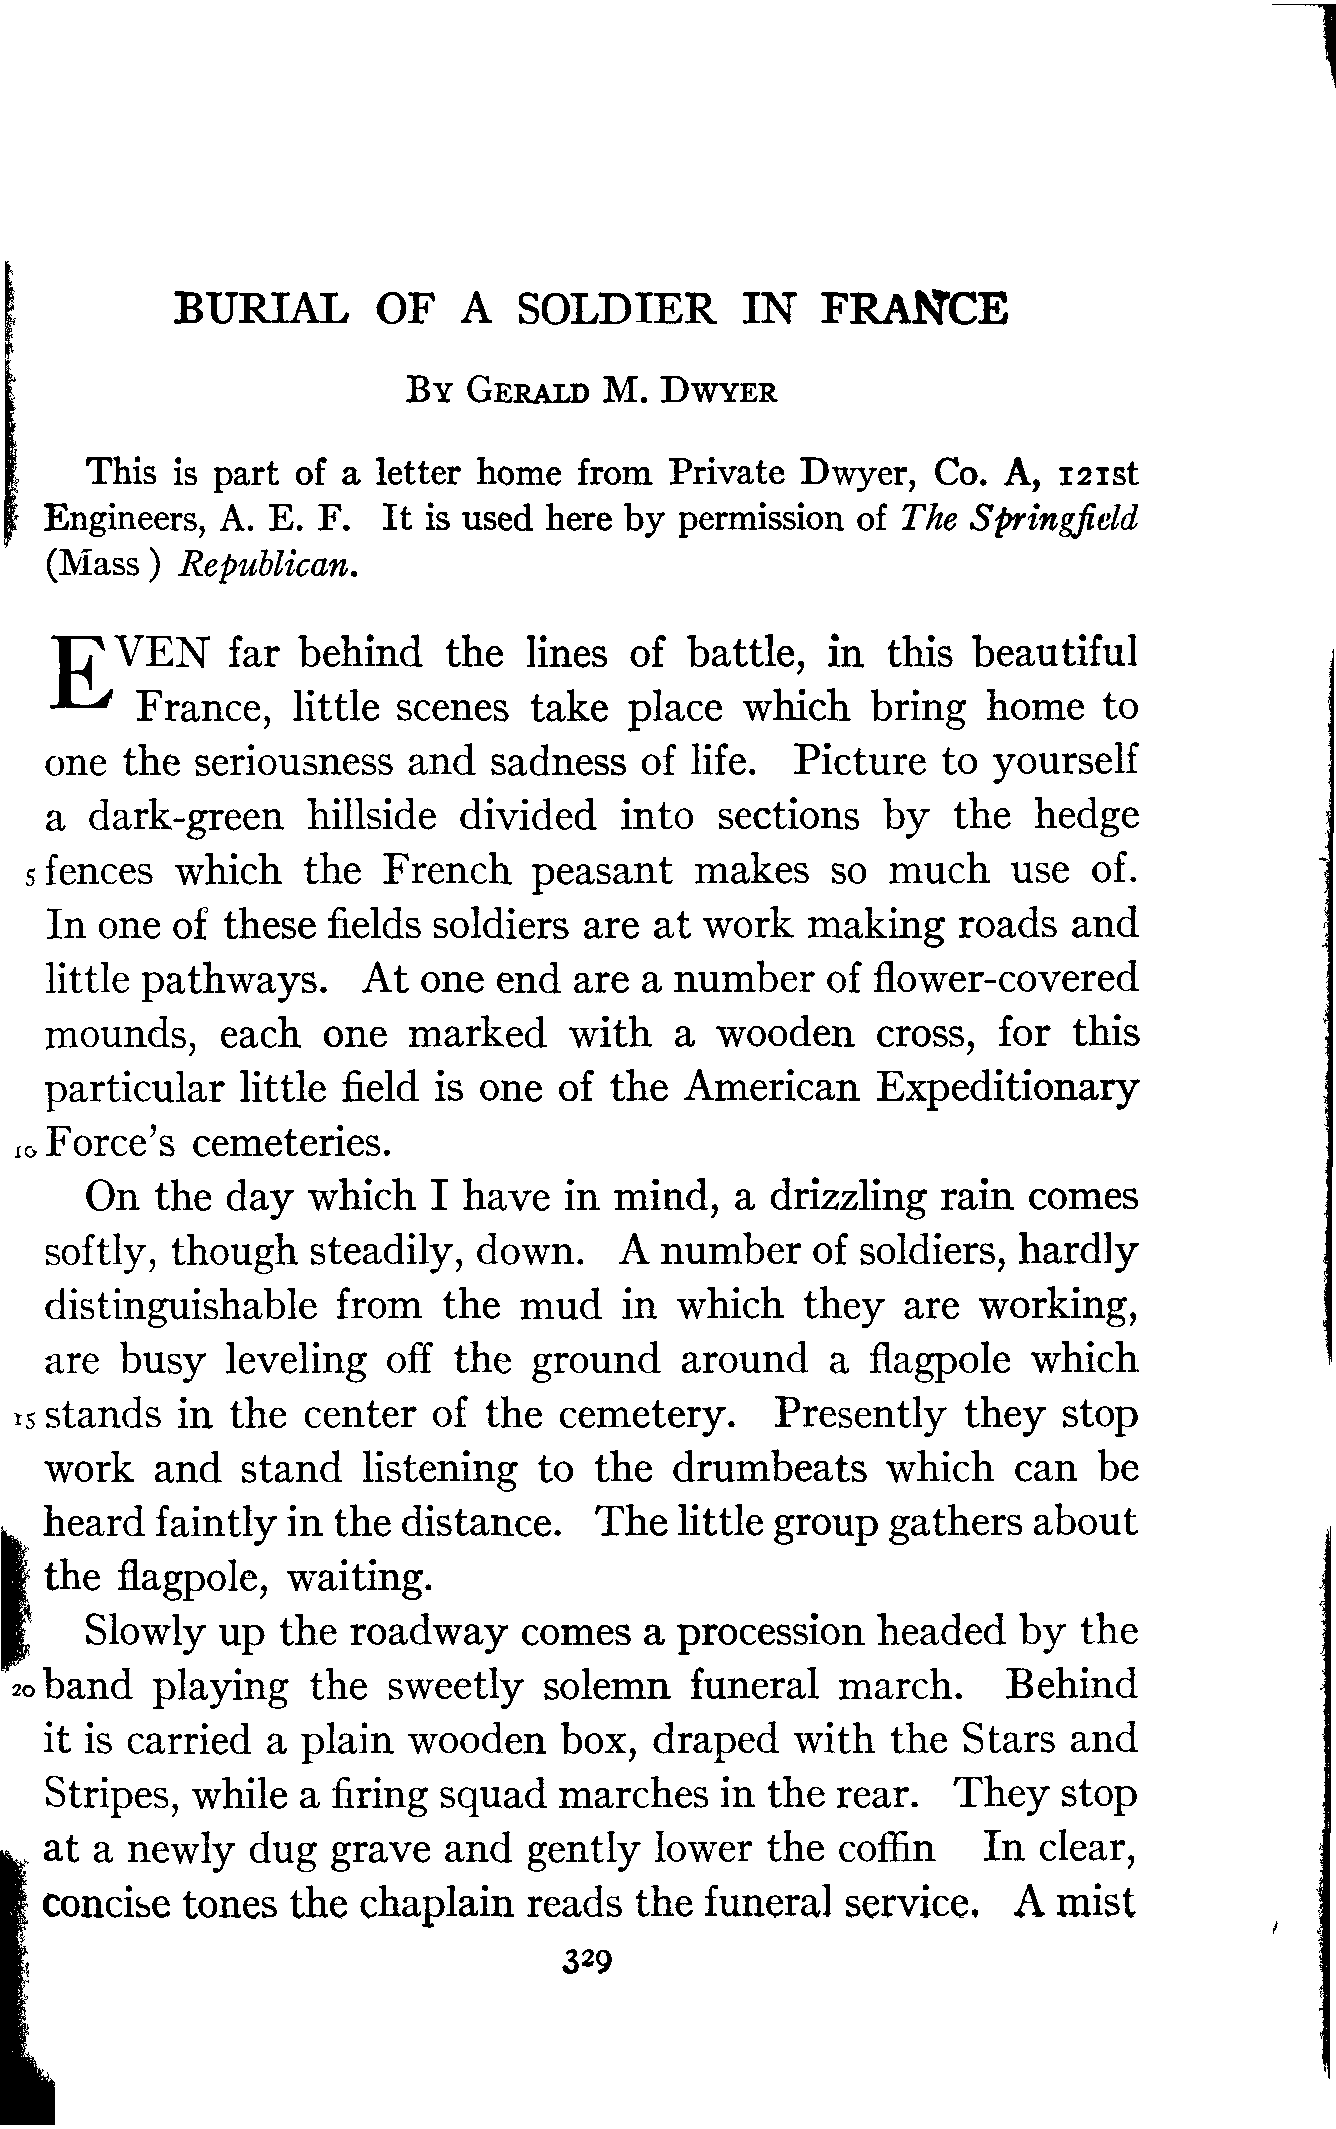 BURIAL OF A SOLDIER IN FRANCE
BY GERALD M. DWYER
This is part of a letter home from Private Dwyer, Co. A, 121st
Engineers, A. E. F. It is used here by permission of The Springfield
(Mass ) Republican.
EVEN far behind the lines of battle, in this beautiful
France, little scenes take place which bring home to
one the seriousness and sadness of life. Picture to yourself
a dark-green hillside divided into sections by the hedge
5 fences which the French peasant makes so much use of.
In one of these fields soldiers are at work making roads and
little pathways. At one end are a number of flower-covered
mounds, each one marked with a wooden cross, for this
particular little field is one of the American Expeditionary
10 Force's cemeteries.
On the day which I have in mind, a drizzling rain comes
softly, though steadily, down. A number of soldiers, hardly
distinguishable from the mud in which they are working,
are busy leveling off the ground around a flagpole which
15 stands in the center of the cemetery. Presently they stop
work and stand listening to the drumbeats which can be
heard faintly in the distance. The little group gathers about
the flagpole, waiting.
Slowly up the roadway comes a procession headed by the
20 band playing the sweetly solemn funeral march. Behind
it is carried a plain wooden box, draped with the Stars and
Stripes, while a firing squad marches in the rear. They stop
at a newly dug grave and gently lower the coffin In clear,
concise tones the chaplain reads the funeral service. A mist
329